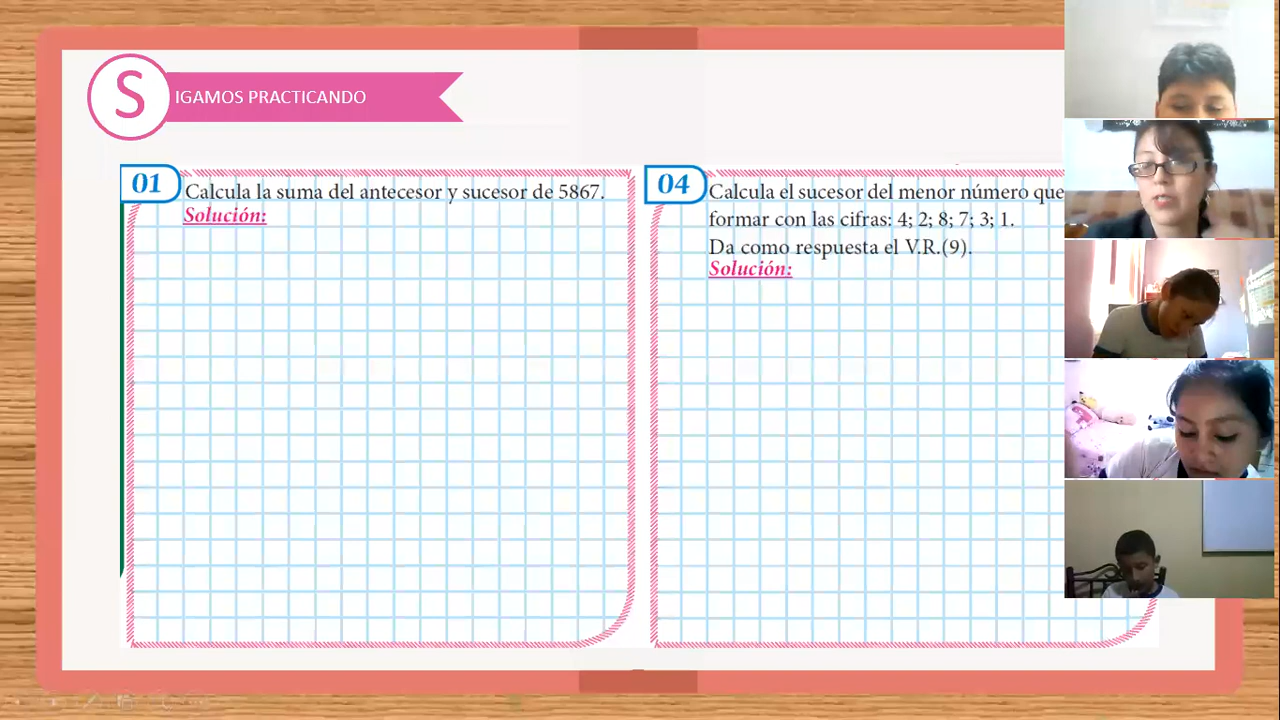 S
IGAMOS PRACTICANDO
01
Calcula la suma del antecesor y sucesor de 5867.
Solución:
04
Calcula el sucesor del menor número que
formar con las cifras: 4; 2; 8; 7; 3; 1.
Da como respuesta el V.R.(9).
Solución: